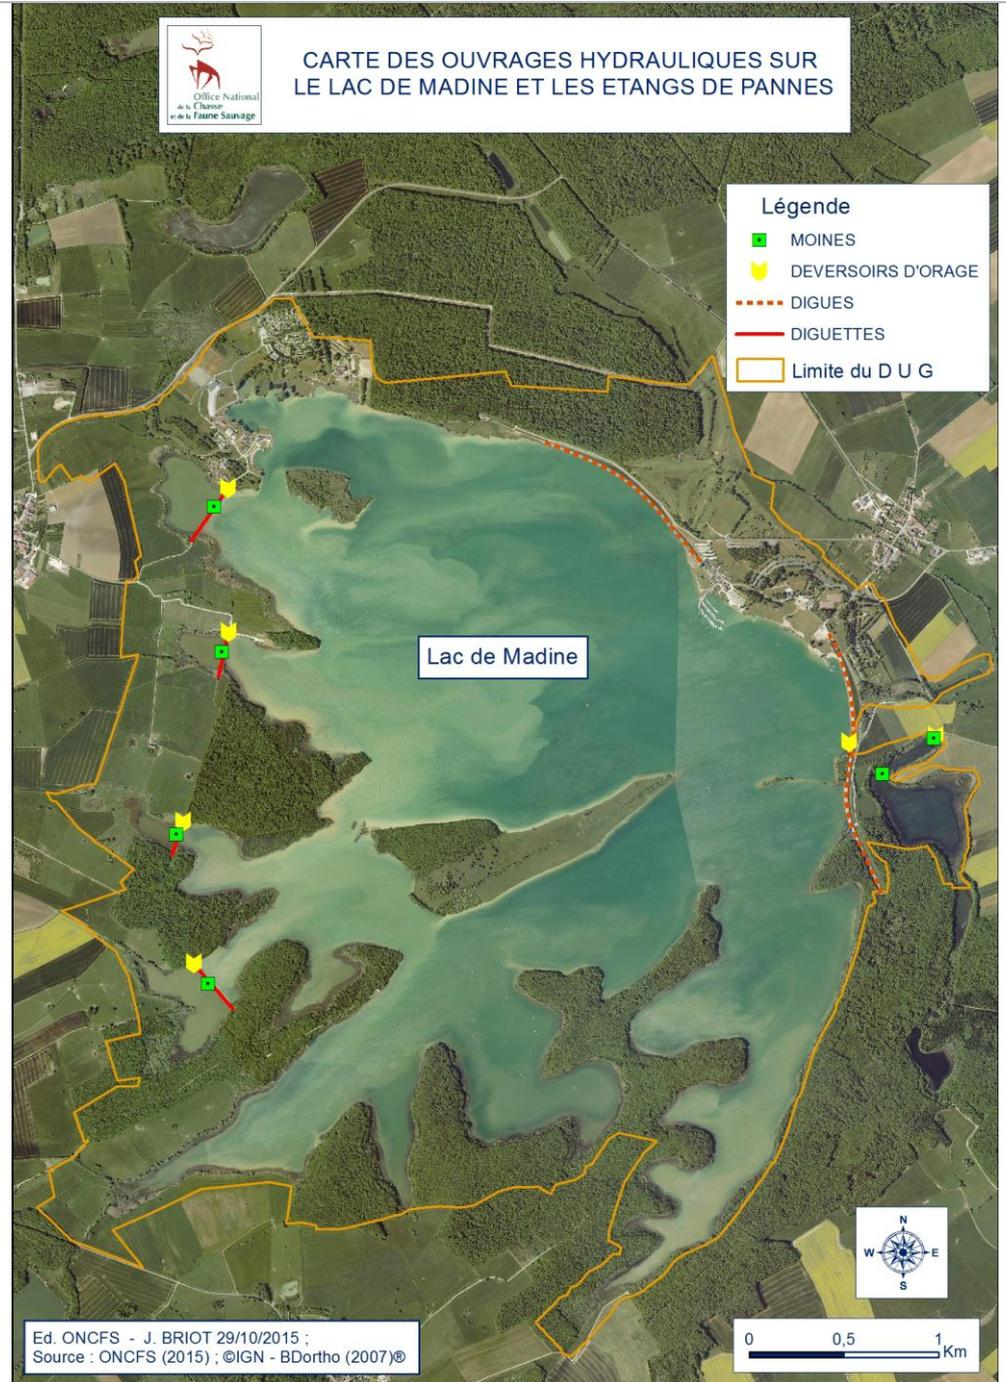 Office National
de la Chasse
et de la Faune Sauvage
CARTE DES OUVRAGES HYDRAULIQUES SUR
LE LAC DE MADINE ET LES ETANGS DE PANNES
Légende
MOINES
DEVERSOIRS D'ORAGE
DIGUES
DIGUETTES
Limite du D U G
Lac de Madine
N
W E
S
Ed. ONCFS - J. BRIOT 29/10/2015 ;
Source : ONCFS (2015) ; ©IGN - BDortho (2007)®
0 0,5 1
Km